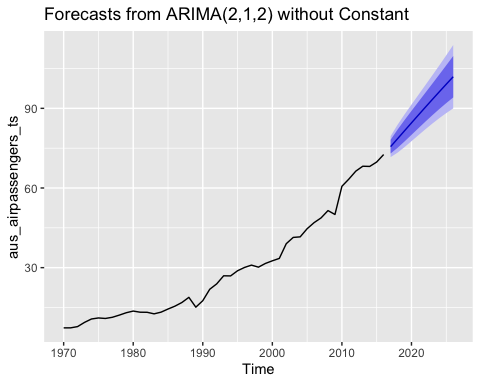 Forecasts from ARIMA(2,1,2) without Constant
aus_airpassengers_ts
90
60
30
1970 1980 1990 2000 2010 2020
Time